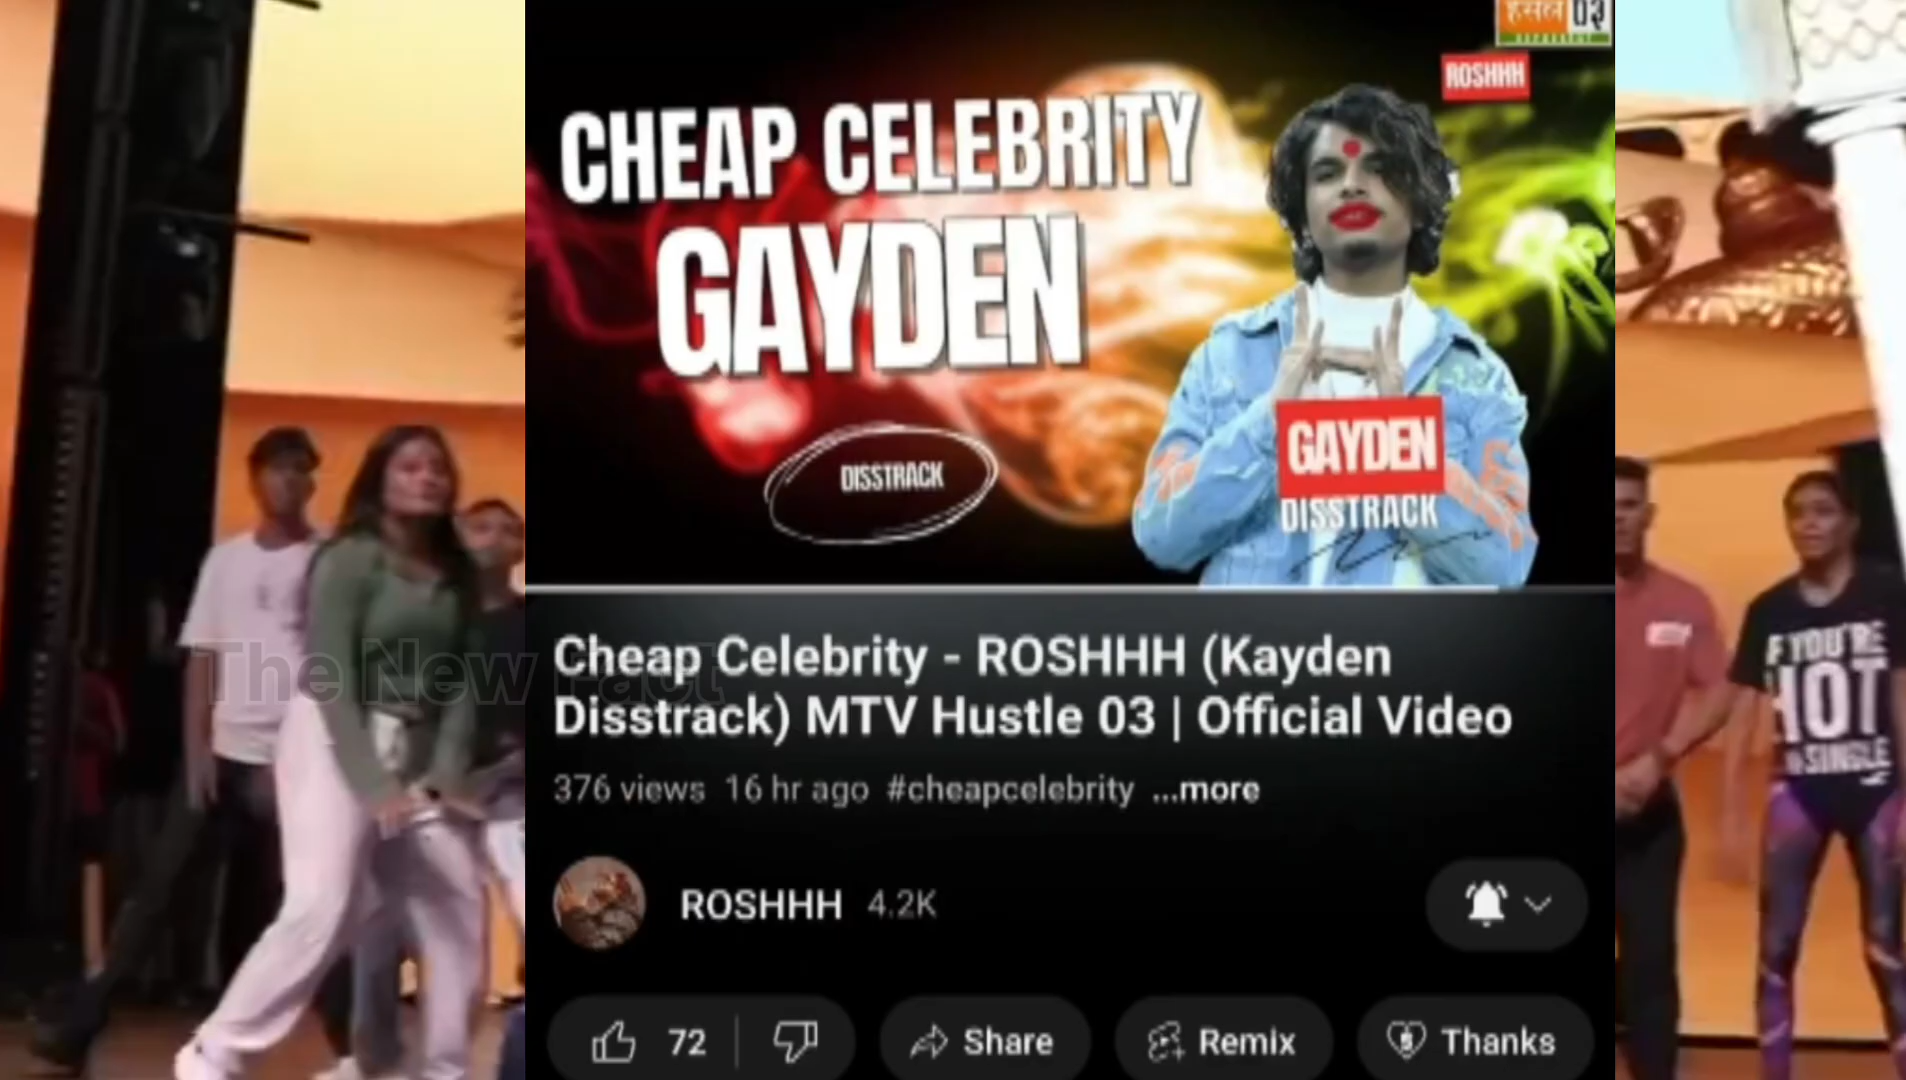 हसल 03
ROSHHH
CHEAP CELEBRITY
GAYDEN
DISSTRACK
GAYDEN
DISSTRACK
The New Fact
Cheap Celebrity - ROSHHH (Kayden
Disstrack) MTV Hustle 03 | Official Video
376 views 16 hr ago #cheapcelebrity ...more
ROSHHH 4.2K
72 Share Remix Thanks
F YOU'RE
HOT
SINGLE